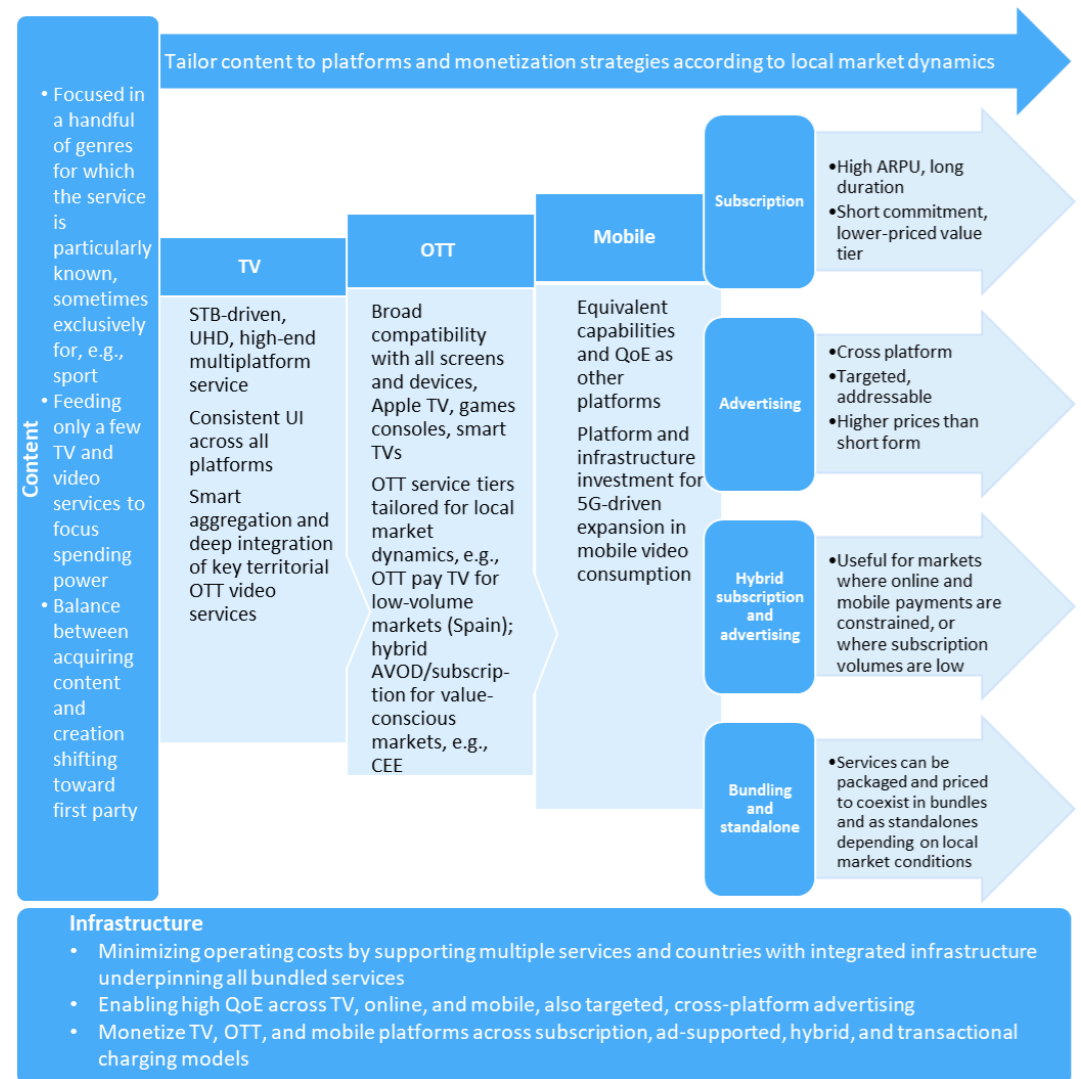 Tailor content to platforms and monetization strategies according to local market dynamics
Content
• Focused in
a handful
of genres
for which
the service
is
particularly
known,
sometimes
exclusively
for, e.g.,
sport
• Feeding
only a few
TV and
video
services to
focus
spending
power
• Balance
between
acquiring
content
and
creation
shifting
toward
first party
TV
STB-driven,
UHD, high-end
multiplatform
service
Consistent UI
across all
platforms
Smart
aggregation and
deep integration
of key territorial
OTT video
services
OTT
Broad
compatibility
with all screens
and devices,
Apple TV, games
consoles, smart
TVs
OTT service tiers
tailored for local
market
dynamics, e.g.,
OTT pay TV for
low-volume
markets (Spain);
hybrid
AVOD/subscrip-
tion for value-
conscious
markets, e.g.,
CEE
Mobile
Equivalent
capabilities
and QoE as
other
platforms
Platform and
infrastructure
investment for
5G-driven
expansion in
mobile video
consumption
Subscription
•High ARPU, long
duration
•Short commitment,
lower-priced value
tier
Advertising
•Cross platform
•Targeted,
addressable
•Higher prices than
short form
Hybrid
subscription
and
advertising
•Useful for markets
where online and
mobile payments are
constrained, or
where subscription
volumes are low
Bundling
and
standalone
•Services can be
packaged and priced
to coexist in bundles
and as standalones
depending on local
market conditions
Infrastructure
• Minimizing operating costs by supporting multiple services and countries with integrated infrastructure
underpinning all bundled services
• Enabling high QoE across TV, online, and mobile, also targeted, cross-platform advertising
• Monetize TV, OTT, and mobile platforms across subscription, ad-supported, hybrid, and transactional
charging models